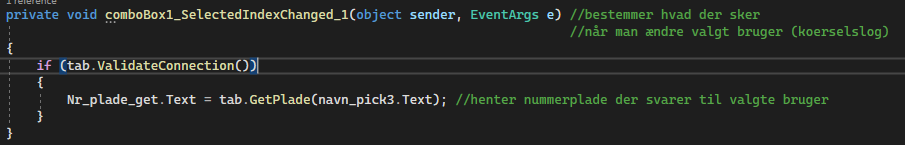 1 reference
private void comboBox1_SelectedIndexChanged_1(object sender, EventArgs e) //bestemmer hvad der sker
//når man ændre valgt bruger (koerselslog)
{
if (tab.ValidateConnection())
{
Nr_plade_get.Text = tab.GetPlade(navn_pick3.Text); //henter nummerplade der svarer til valgte bruger
}
}